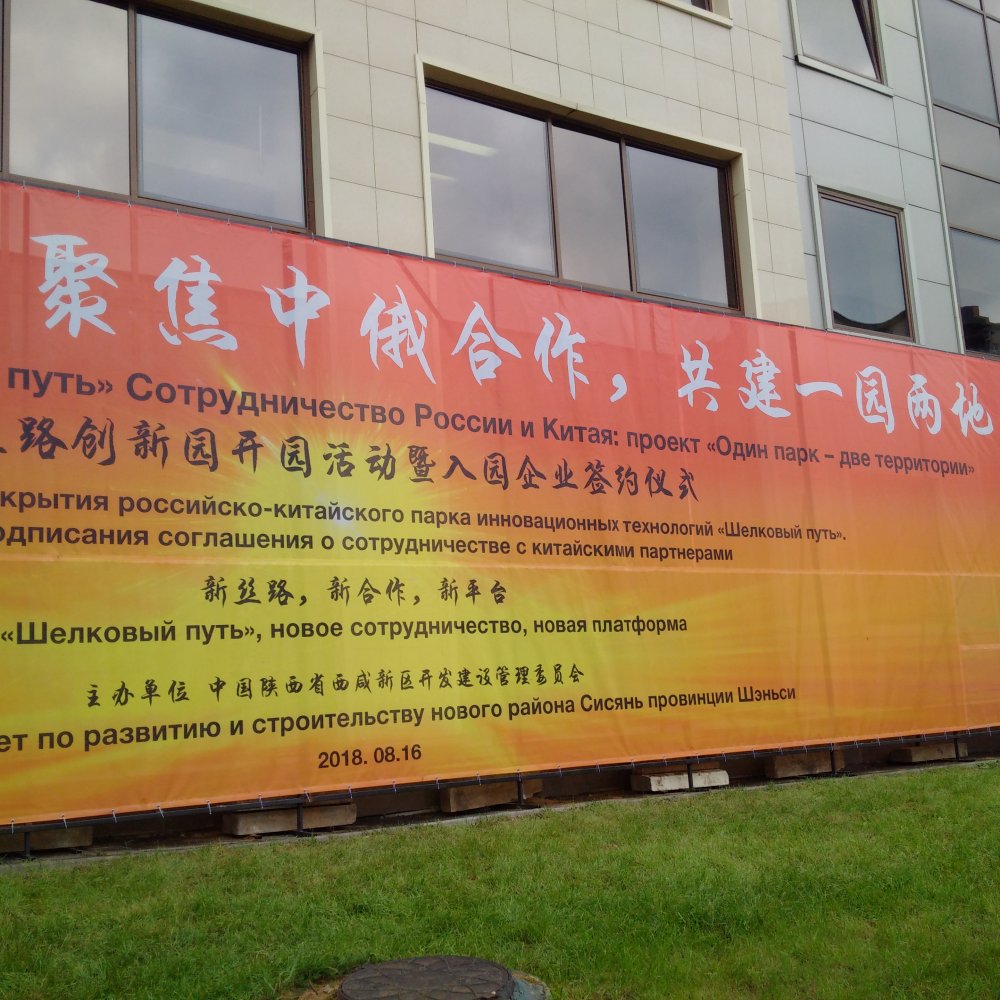 聚焦中俄合作，共建一园两地
путь» Сотрудничество России и Китая: проект «Один парк – две территории»
路创新园开园活动暨入园企业签约仪式
крытия российско-китайского парка инновационных технологий «Шелковый путь».
одписания соглашения о сотрудничестве с китайскими партнерами
新丝路，新合作，新平台
«Шелковый путь», новое сотрудничество, новая платформа
主办单位 中国陕西省西咸新区开发建设管理委员会
ет по развитию и строительству нового района Сисянь провинции Шэньси
2018. 08.16